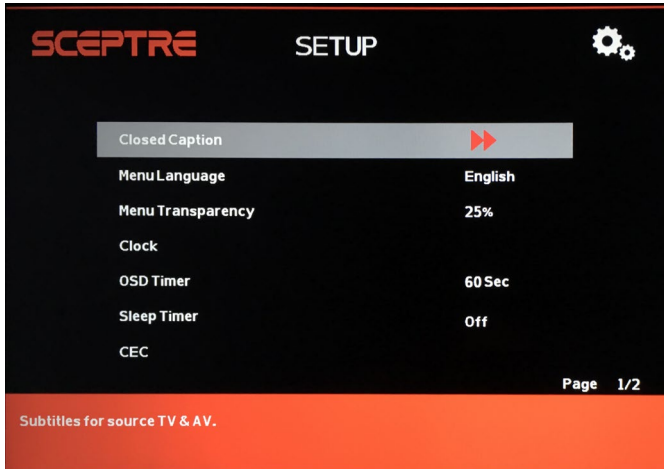 SCEPTRE SETUP
Closed Caption
Menu Language English
Menu Transparency 25%
Clock
OSD Timer 60 Sec
Sleep Timer Off
CEC
Page 1/2
Subtitles for source TV & AV.